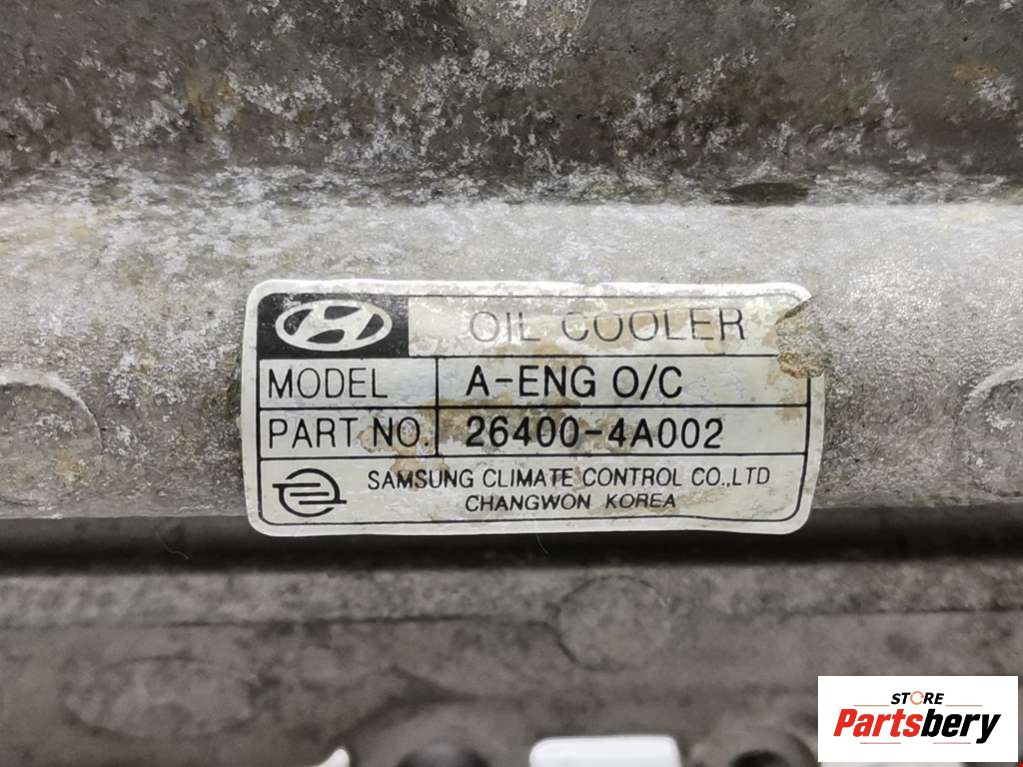 OIL COOLER
MODEL A-ENG O/C
PART NO. 26400-4A002
SAMSUNG CLIMATE CONTROL CO.,LTD
CHANGWON KOREA
STORE
Partsbery